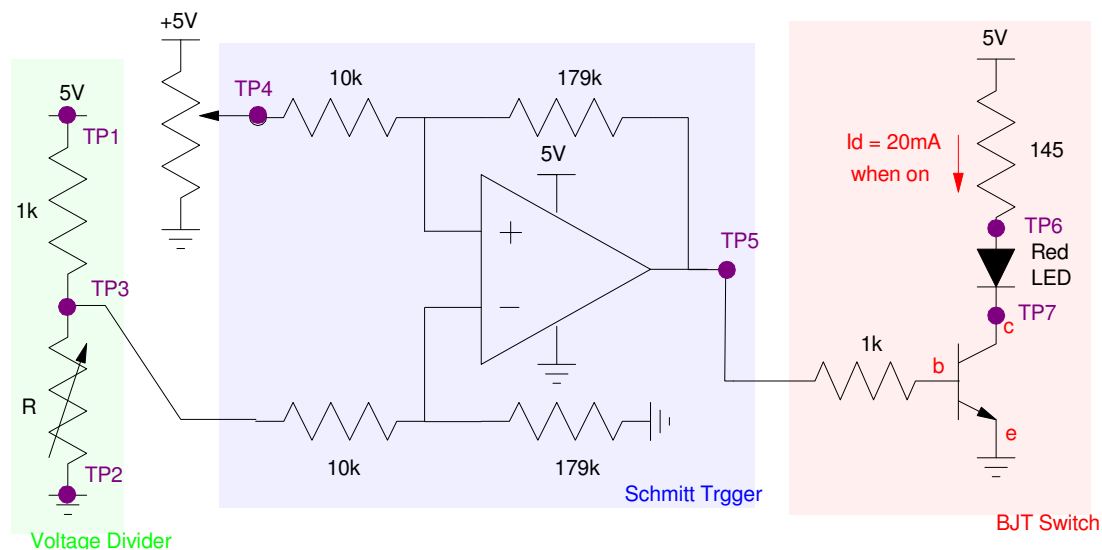 +5V
5V
TP1
1k
TP3
R
TP2
Voltage Divider
TP4
10k
179k
5V
+
−
TP5
10k
179k
Schmitt Trgger
5V
Id = 20mA
when on
145
TP6
Red
LED
TP7
c
1k
b
e
BJT Switch